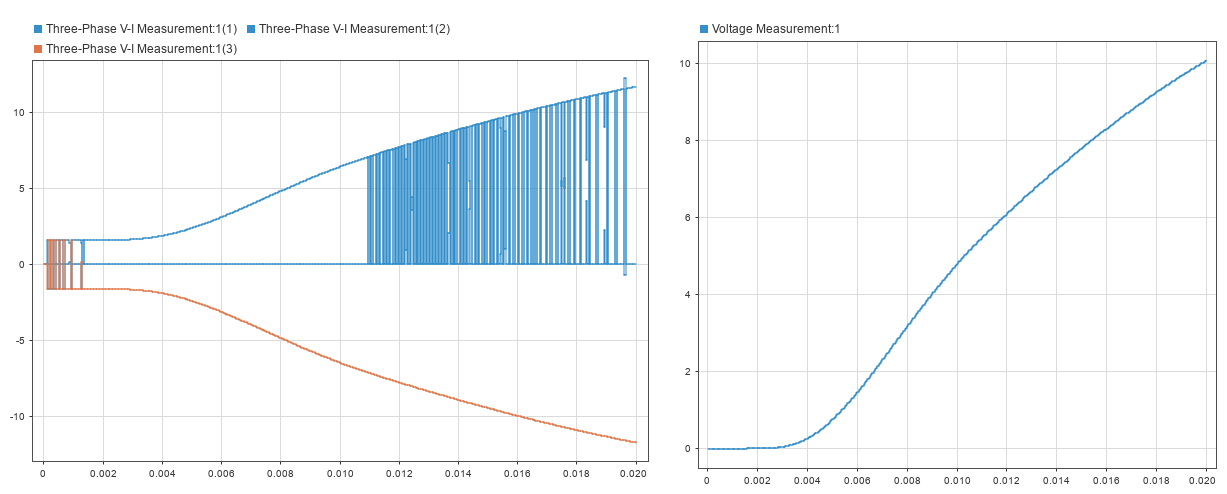 Three-Phase V-I Measurement:1(1) Three-Phase V-I Measurement:1(2)
Three-Phase V-I Measurement:1(3)
10
5
0
-5
-10
0 0.002 0.004 0.006 0.008 0.010 0.012 0.014 0.016 0.018 0.020
Voltage Measurement:1
10
8
6
4
2
0
0 0.002 0.004 0.006 0.008 0.010 0.012 0.014 0.016 0.018 0.020